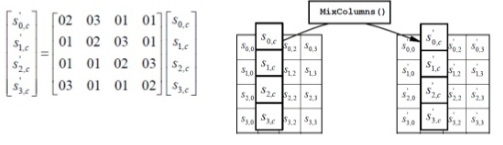 MixColumns()
s'0,c 02 03 01 01 s0,c
s'1,c = 01 02 03 01 s1,c
s'2,c 01 01 02 03 s2,c
s'3,c 03 01 01 02 s3,c
s0,0 s0,c s0,2 s0,3
s1,0 s1,c s1,2 s1,3
s2,0 s2,c s2,2 s2,3
s3,0 s3,c s3,2 s3,3
s'0,0 s'0,c s'0,2 s'0,3
s'1,0 s'1,c s'1,2 s'1,3
s'2,0 s'2,c s'2,2 s'2,3
s'3,0 s'3,c s'3,2 s'3,3